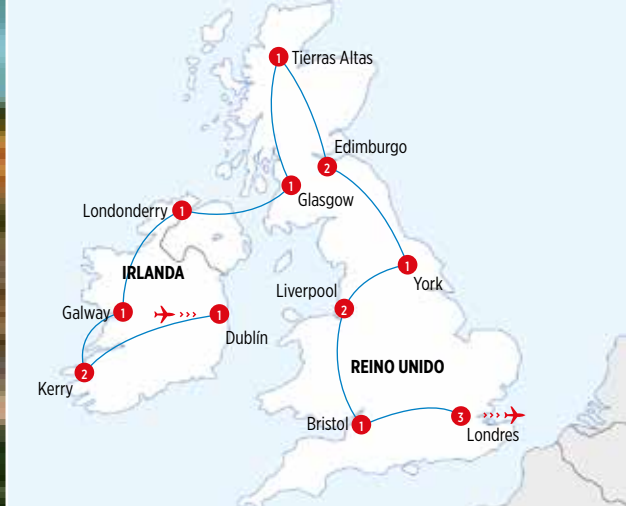 1 Tierras Altas
Edimburgo
2
1
Glasgow
Londonderry 1
IRLANDA
1
York
Liverpool
2
Galway 1
››› 1
Dublín
REINO UNIDO
2
Kerry
3 ›››
Bristol 1
Londres